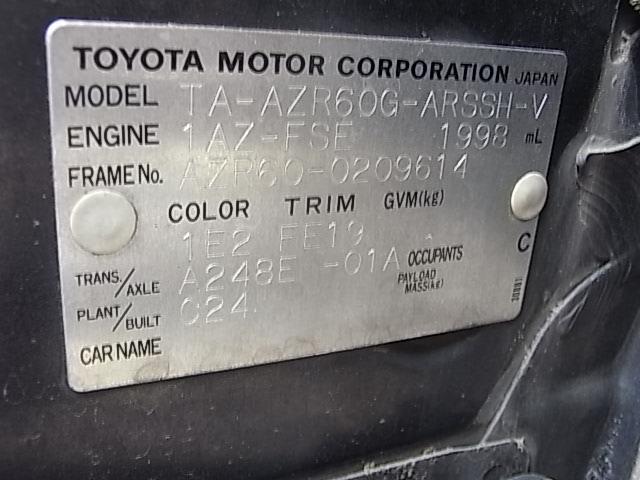 TOYOTA MOTOR CORPORATION JAPAN
MODEL TA-AZR60G-ARSSH-V
ENGINE 1AZ-FSE 1998 mL
FRAME No. AZR60-0209614
COLOR TRIM GVM(kg)
1E2 FE19
C
TRANS./AXLE A248E -01A OCCUPANTS
PAYLOAD MASS(kg)
PLANT/BUILT C24
CAR NAME